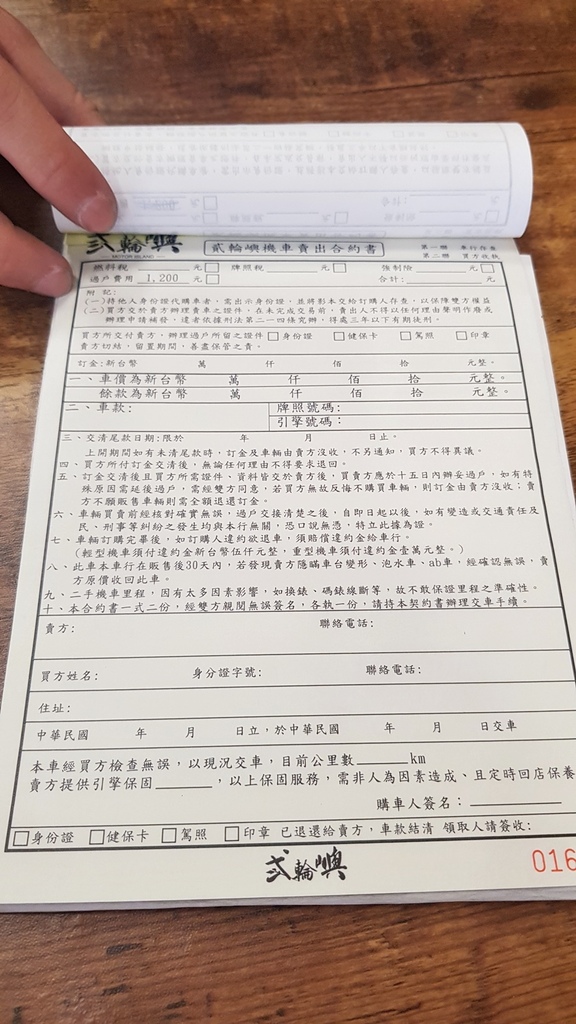 貳輪嶼
MOTOR ISLAND
貳輪嶼機車賣出合約書
第一聯 車行存查
第二聯 買方收執
燃料稅 元 牌照稅 元 強制險 元
過戶費用 1,200 元 合計: 元
附記:
(一)持他人身份證代購車者,需出示身份證,並將影本交給訂購人存查,以保障雙方權益
(二)買方交於賣方辦理賣車之證件,在未完成交易前,賣出人不得以任何理由聲明作廢或
辦理申請補發,違者依據刑法第二一四條究辦,得處三年以下有期徒刑。
買方所交付賣方,辦理過戶所留之證件 身份證 健保卡 駕照 印章
賣方切結,留置期間,善盡保管之責。
訂金:新台幣 萬 仟 佰 拾 元整。
一、車價為新台幣 萬 仟 佰 拾 元整。
餘款為新台幣 萬 仟 佰 拾 元整。
二、車款: 牌照號碼:
引擎號碼:
三、交清尾款日期:限於 年 月 日止。
上開期間如有未清尾款時,訂金及車輛由賣方沒收,不另通知,買方不得異議。
四、買方所付訂金交清後,無論任何理由不得要求退回。
五、訂金交清後且買方所需證件、資料皆交於賣方後,買賣方應於十五日內辦妥過戶,如有特
殊原因需延後過戶,需經雙方同意,若買方無故反悔不購買車輛,則訂金由賣方沒收;賣
方不願販售車輛則需全額退還訂金。
六、車輛買賣前經核對確實無誤,過戶交接清楚之後,自即日起以後,如有變造或交通責任及
民、刑事等糾紛之發生均與本行無關,恐口說無憑,特立此據為證。
七、車輛訂購完畢後,如訂購人違約欲退車,須賠償違約金給車行。
(輕型機車須付違約金新台幣伍仟元整,重型機車須付違約金壹萬元整。)
八、此車本車行在販售後30天內,若發現賣方隱瞞車台變形、泡水車、ab車,經確認無誤,賣
方原價收回此車。
九、二手機車里程,因有太多因素影響,如換錶、碼錶線斷等,故不敢保證里程之準確性。
十、本合約書一式二份,經雙方親閱無誤簽名,各執一份,請持本契約書辦理交車手續。
賣方: 聯絡電話:
買方姓名: 身分證字號: 聯絡電話:
住址:
中華民國 年 月 日立,於中華民國 年 月 日交車
本車經買方檢查無誤,以現況交車,目前公里數 km
賣方提供引擎保固 ,以上保固服務,需非人為因素造成、且定時回店保養
購車人簽名:
身份證 健保卡 駕照 印章 已退還給賣方,車款結清 領取人請簽收:
貳輪嶼
016